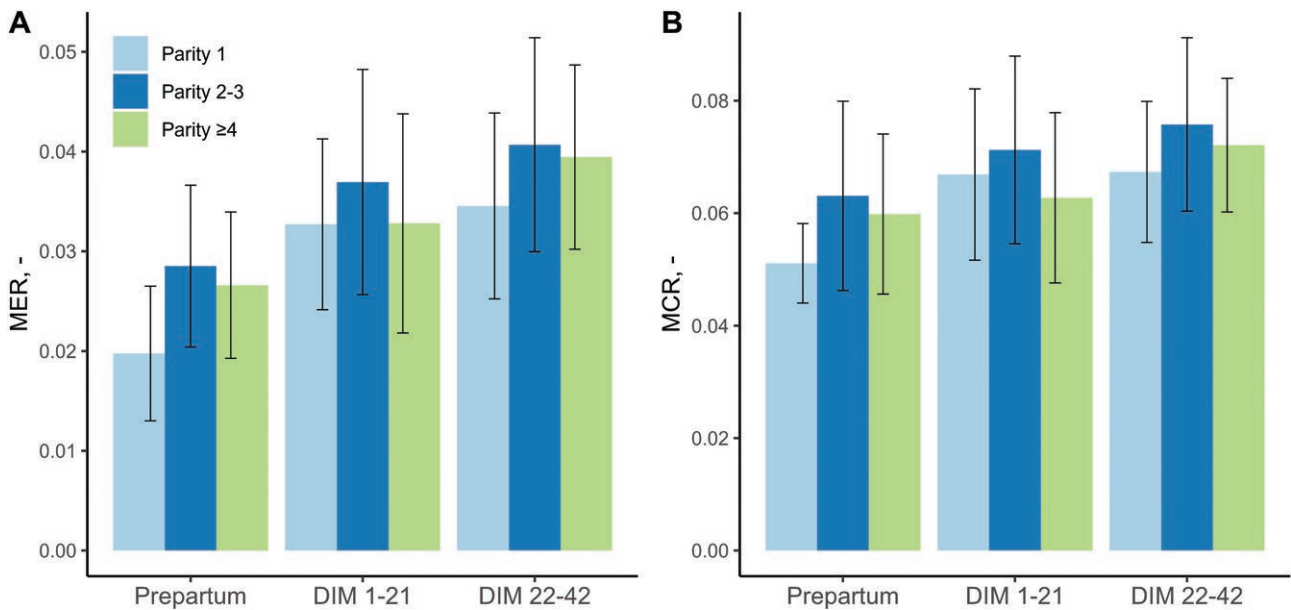 A
MER, -
0.05
0.04
0.03
0.02
0.01
0.00
Parity 1
Parity 2-3
Parity ≥4
Prepartum DIM 1-21 DIM 22-42
B
MCR, -
0.08
0.06
0.04
0.02
0.00
Prepartum DIM 1-21 DIM 22-42